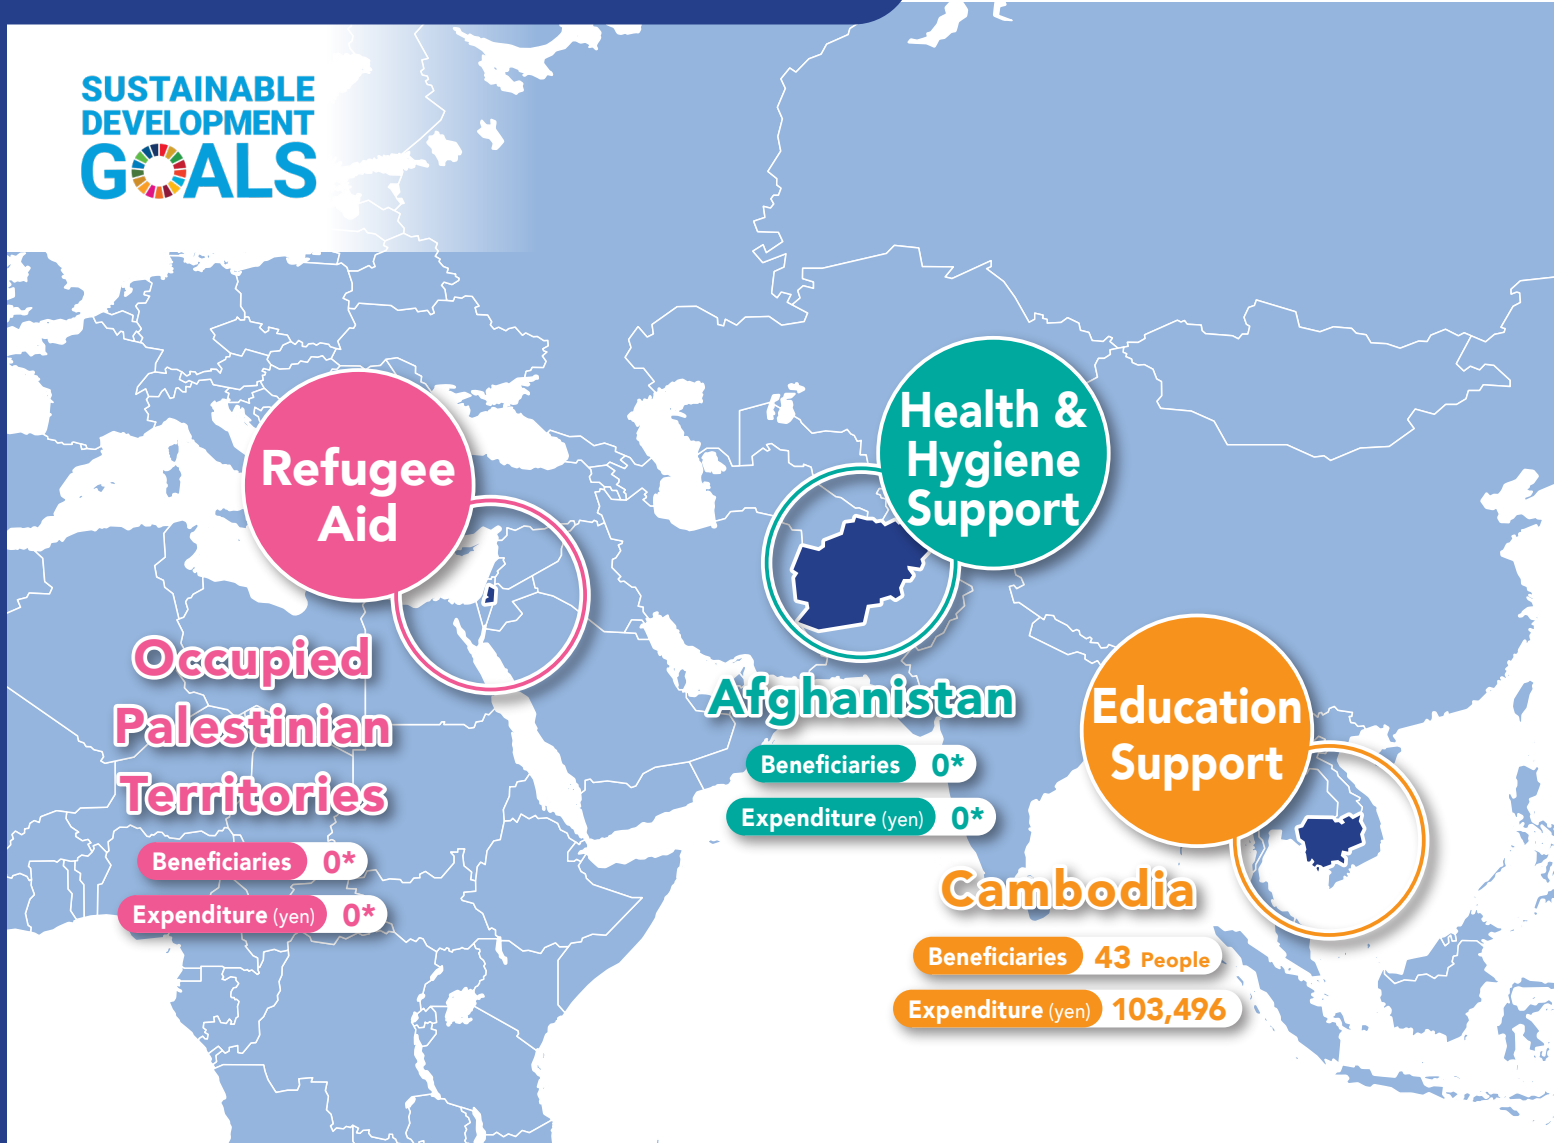 SUSTAINABLE
DEVELOPMENT
GOALS
Refugee
Aid
Occupied
Palestinian
Territories
Beneficiaries 0*
Expenditure (yen) 0*
Health &
Hygiene
Support
Afghanistan
Beneficiaries 0*
Expenditure (yen) 0*
Education
Support
Cambodia
Beneficiaries 43 People
Expenditure (yen) 103,496